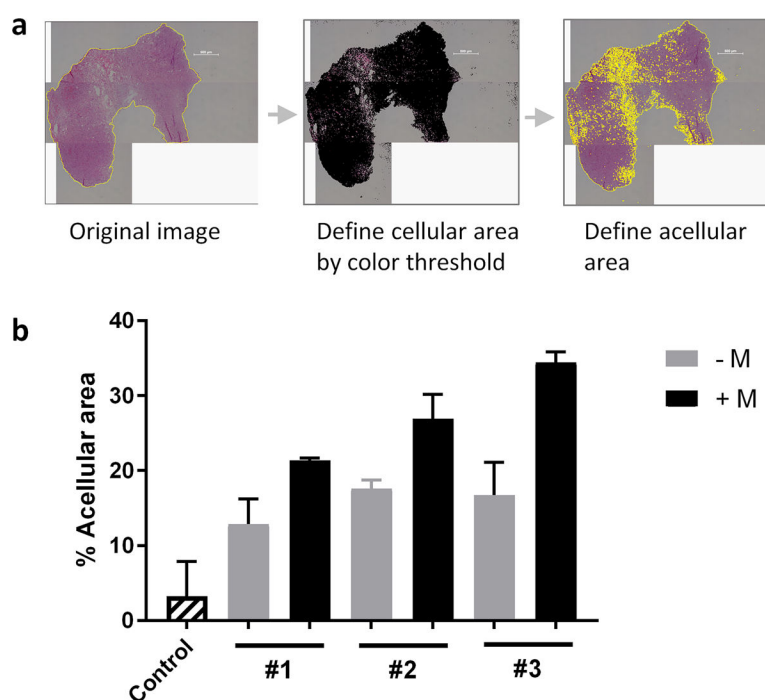 a
Original image
Define cellular area
by color threshold
Define acellular
area
b
% Acellular area
40
30
20
10
0
Control
#1
#2
#3
- M
+ M